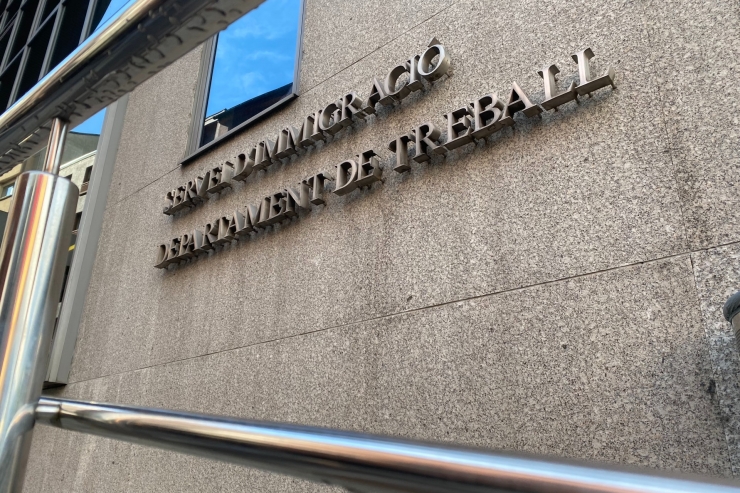 SERVEI D'IMMIGRACIÓ
DEPARTAMENT DE TREBALL